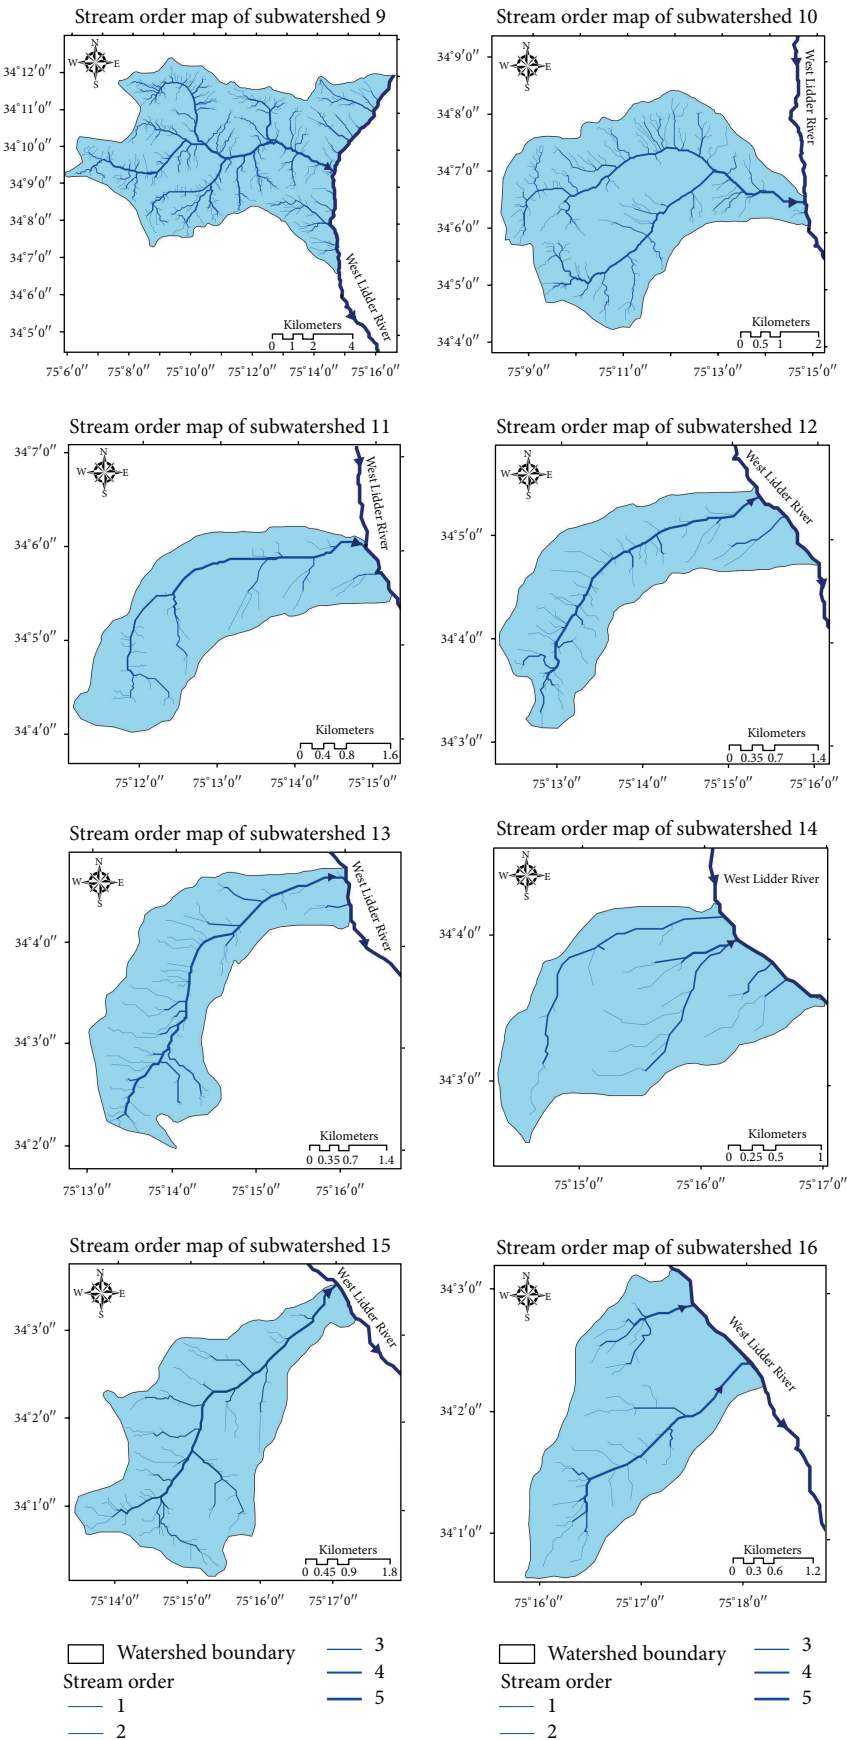 Stream order map of subwatershed 9
N
W E
S
34°12′0″
34°11′0″
34°10′0″
34°9′0″
34°8′0″
34°7′0″
34°6′0″
34°5′0″
West Lidder River
Kilometers
0 1 2 4
75°6′0″ 75°8′0″ 75°10′0″ 75°12′0″ 75°14′0″ 75°16′0″
Stream order map of subwatershed 10
N
W E
S
34°9′0″
34°8′0″
34°7′0″
34°6′0″
34°5′0″
34°4′0″
West Lidder River
Kilometers
0 0.5 1 2
75°9′0″ 75°11′0″ 75°13′0″ 75°15′0″
Stream order map of subwatershed 11
N
W E
S
34°7′0″
34°6′0″
34°5′0″
34°4′0″
West Lidder River
Kilometers
0 0.4 0.8 1.6
75°12′0″ 75°13′0″ 75°14′0″ 75°15′0″
Stream order map of subwatershed 12
N
W E
S
34°5′0″
34°4′0″
34°3′0″
West Lidder River
Kilometers
0 0.35 0.7 1.4
75°13′0″ 75°14′0″ 75°15′0″ 75°16′0″
Stream order map of subwatershed 13
N
W E
S
34°4′0″
34°3′0″
34°2′0″
West Lidder River
Kilometers
0 0.35 0.7 1.4
75°13′0″ 75°14′0″ 75°15′0″ 75°16′0″
Stream order map of subwatershed 14
N
W E
S
34°4′0″
34°3′0″
West Lidder River
Kilometers
0 0.25 0.5 1
75°15′0″ 75°16′0″ 75°17′0″
Stream order map of subwatershed 15
N
W E
S
34°3′0″
34°2′0″
34°1′0″
West Lidder River
Kilometers
0 0.45 0.9 1.8
75°14′0″ 75°15′0″ 75°16′0″ 75°17′0″
Stream order map of subwatershed 16
N
W E
S
34°3′0″
34°2′0″
34°1′0″
West Lidder River
Kilometers
0 0.3 0.6 1.2
75°16′0″ 75°17′0″ 75°18′0″
Watershed boundary
Stream order
1
2
3
4
5
Watershed boundary
Stream order
1
2
3
4
5